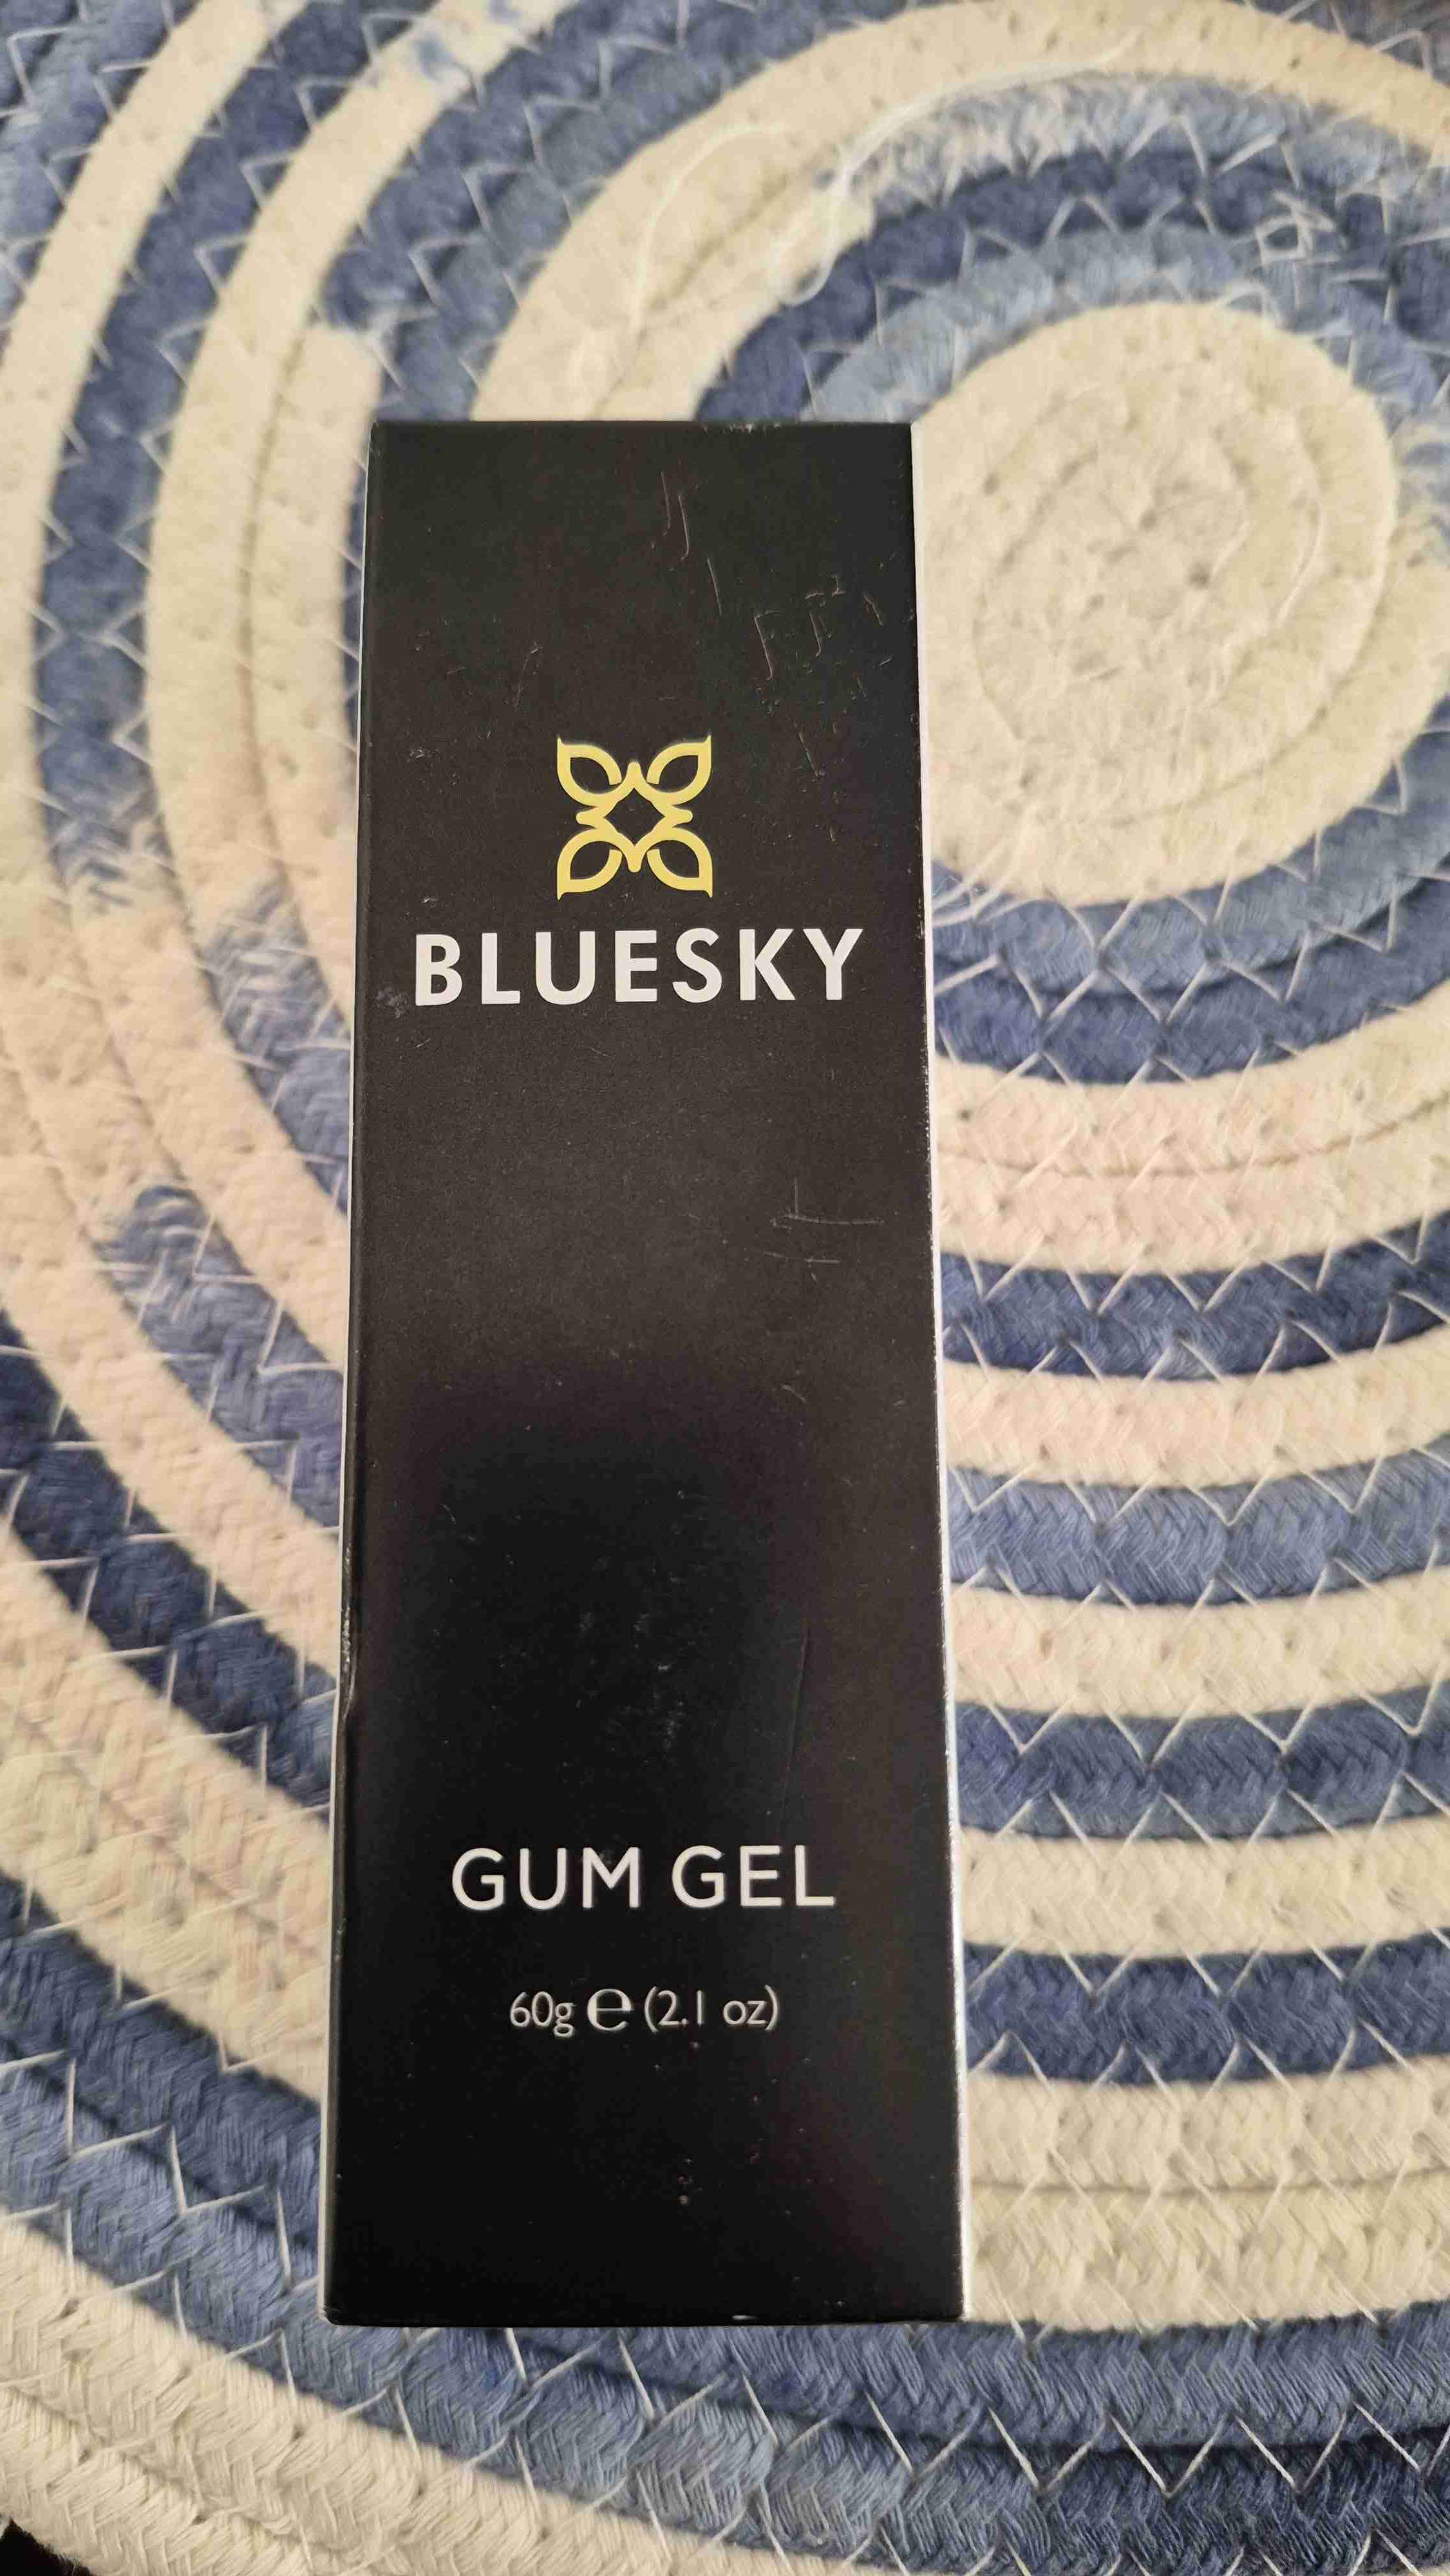 BLUESKY
GUM GEL
60g ℮ (2.1 oz)